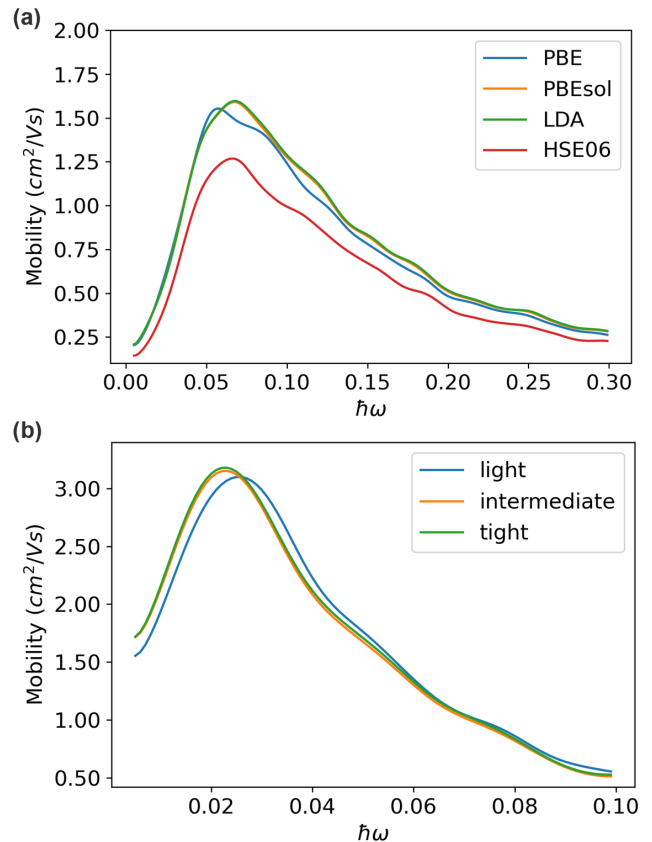 (a)
2.00
1.75
1.50
1.25
1.00
0.75
0.50
0.25
Mobility (cm²/Vs)
PBE
PBEsol
LDA
HSE06
0.00 0.05 0.10 0.15 0.20 0.25 0.30
ħω
(b)
3.00
2.50
2.00
1.50
1.00
0.50
Mobility (cm²/Vs)
light
intermediate
tight
0.02 0.04 0.06 0.08 0.10
ħω